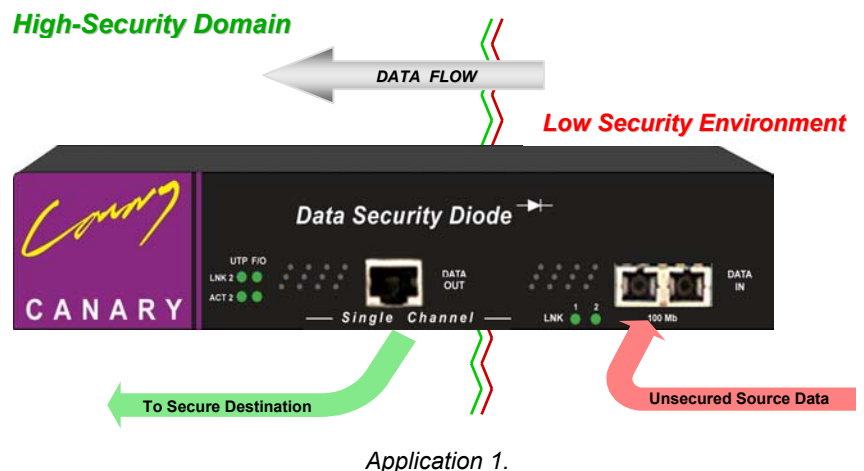 High-Security Domain
DATA FLOW
Low Security Environment
Canary
CANARY
Data Security Diode
UTP F/O
LNK 2
ACT 2
DATA
OUT
Single Channel
1 2
LNK
100 Mb
DATA
IN
To Secure Destination
Unsecured Source Data
Application 1.